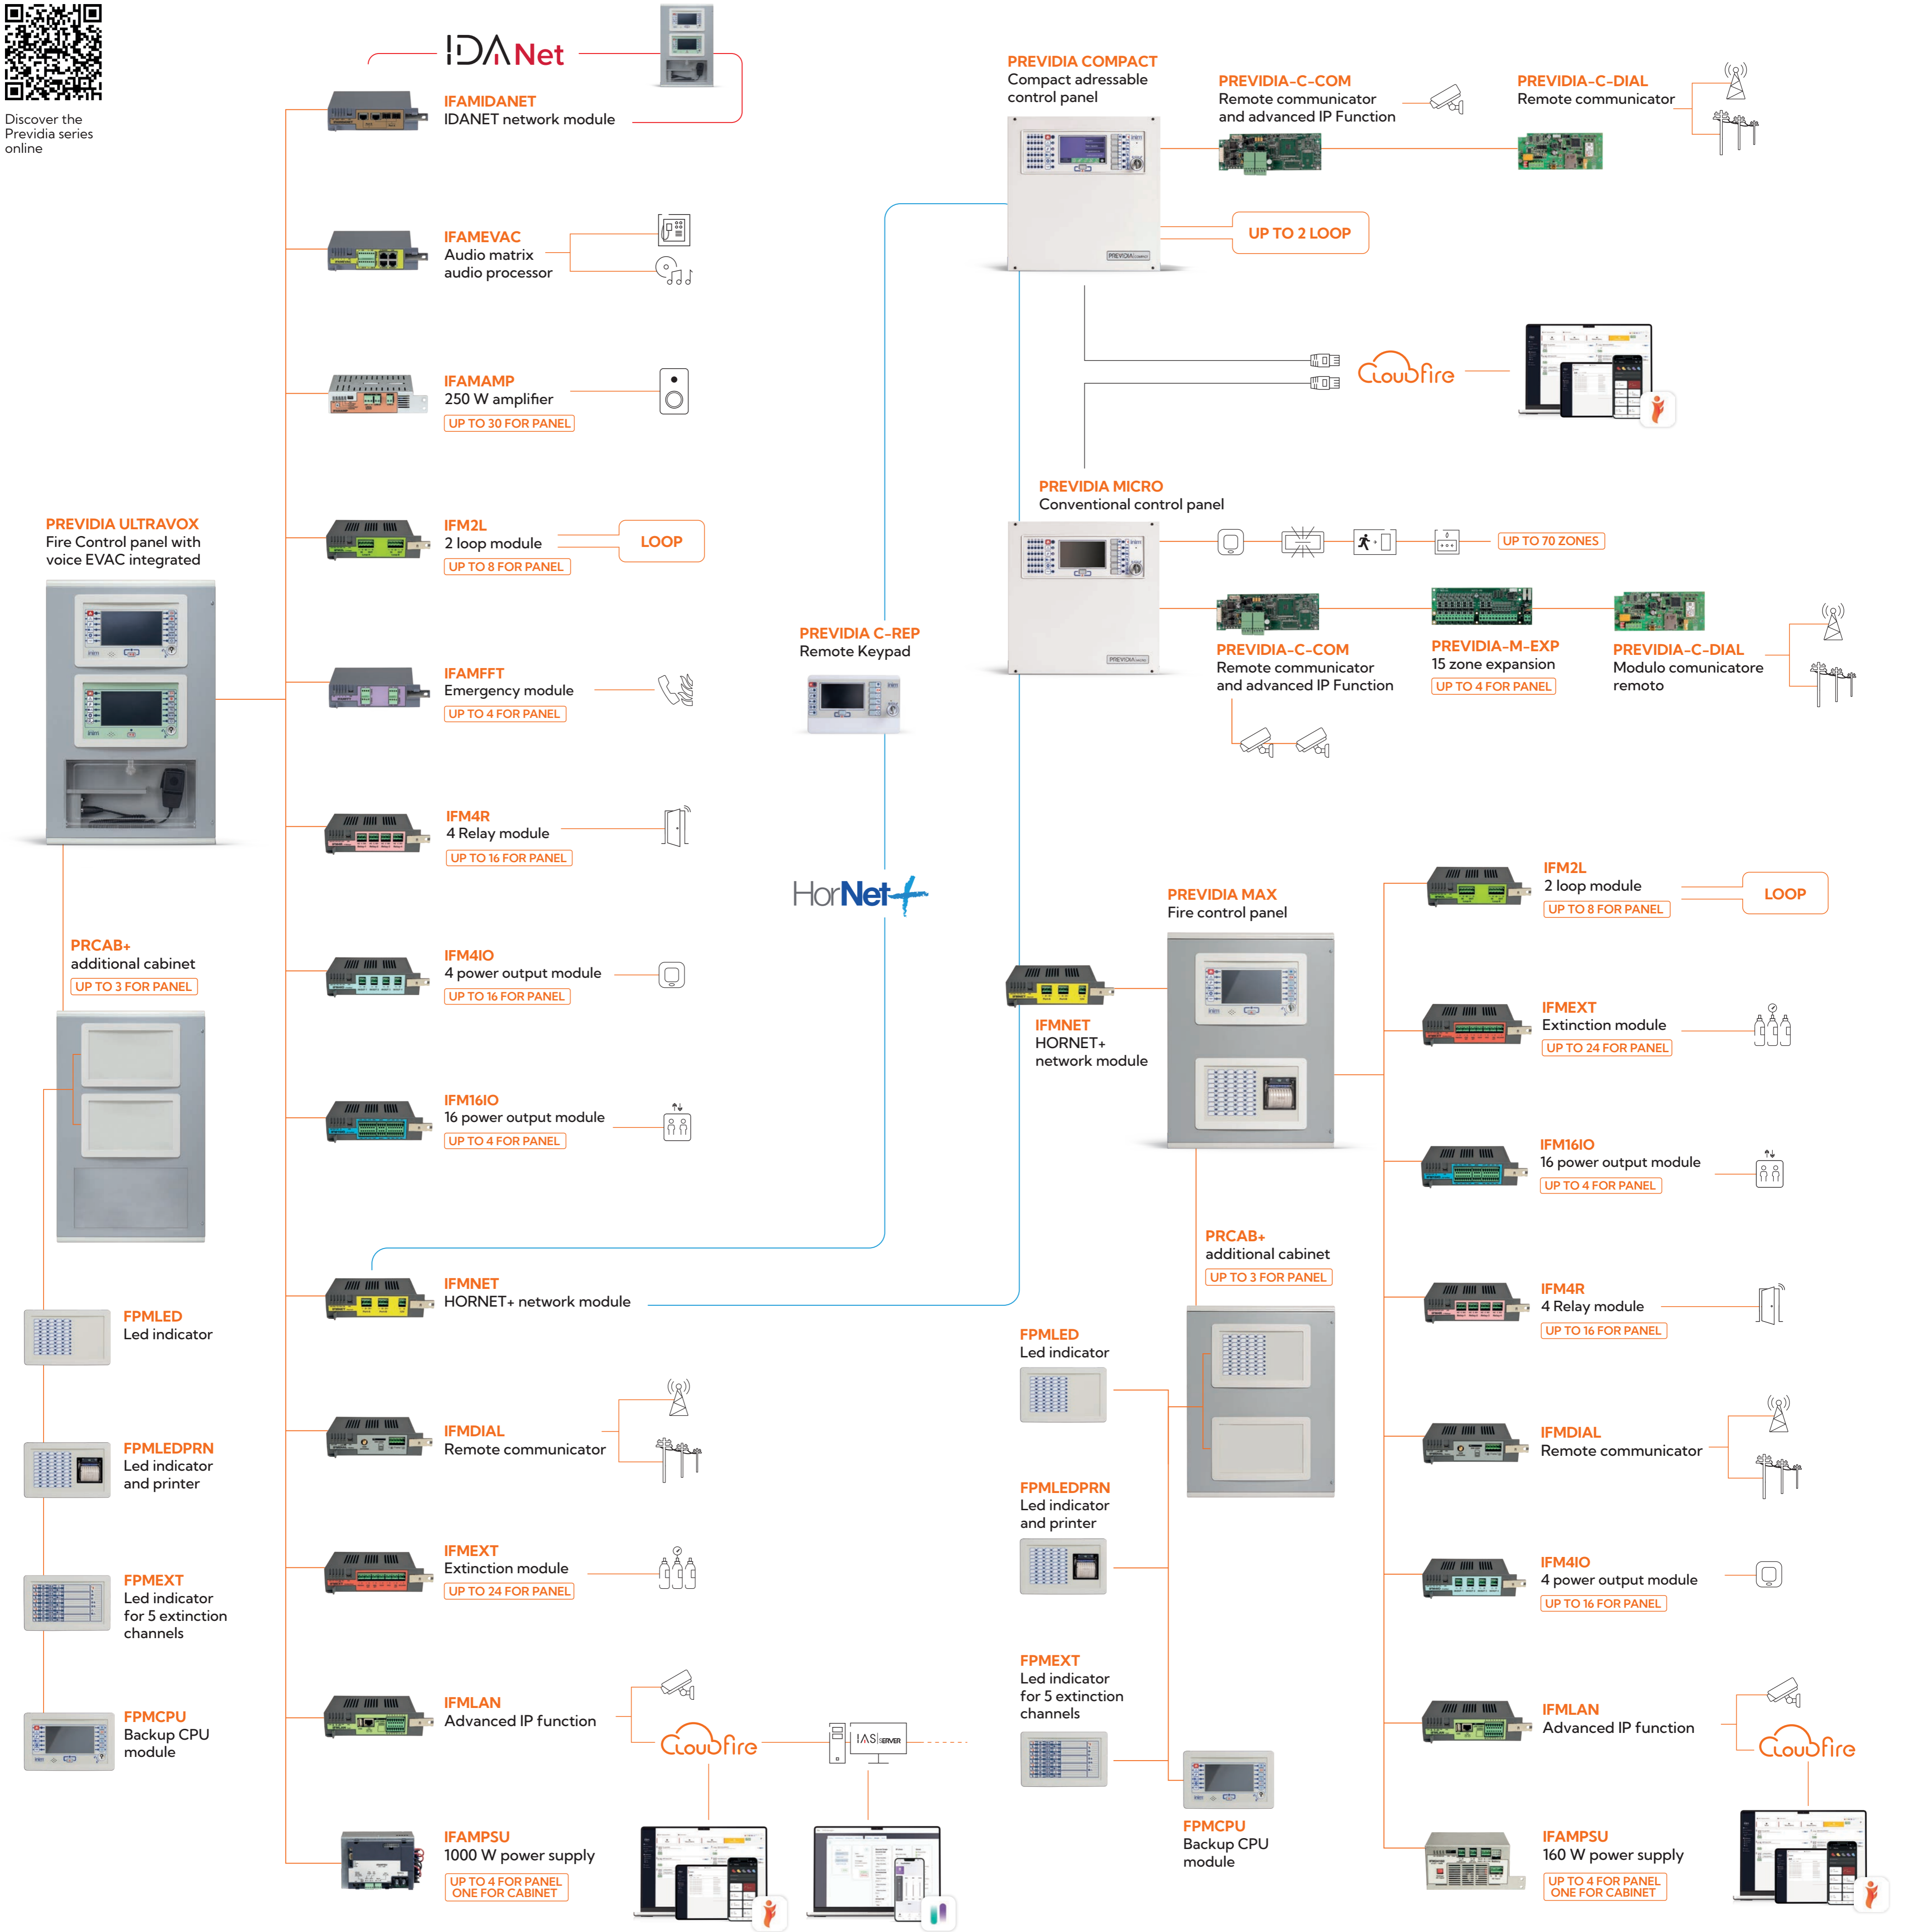 Discover the
Previdia series
online
IDANet
IFAMIDANET
IDANET network module
IFAMEVAC
Audio matrix
audio processor
IFAMAMP
250 W amplifier
UP TO 30 FOR PANEL
IFM2L
2 loop module
UP TO 8 FOR PANEL
LOOP
PREVIDIA ULTRAVOX
Fire Control panel with
voice EVAC integrated
inim
inim
IFAMFFT
Emergency module
UP TO 4 FOR PANEL
IFM4R
4 Relay module
UP TO 16 FOR PANEL
PRCAB+
additional cabinet
UP TO 3 FOR PANEL
IFM4IO
4 power output module
UP TO 16 FOR PANEL
IFM16IO
16 power output module
UP TO 4 FOR PANEL
IFMNET
HORNET+ network module
FPMLED
Led indicator
FPMLEDPRN
Led indicator
and printer
FPMEXT
Led indicator
for 5 extinction
channels
FPMCPU
Backup CPU
module
IFMDIAL
Remote communicator
IFMEXT
Extinction module
UP TO 24 FOR PANEL
IFMLAN
Advanced IP function
Cloudfire
IAS SERVER
IFAMPSU
1000 W power supply
UP TO 4 FOR PANEL
ONE FOR CABINET
PREVIDIA COMPACT
Compact adressable
control panel
inim
PREVIDIA COMPACT
PREVIDIA-C-COM
Remote communicator
and advanced IP Function
PREVIDIA-C-DIAL
Remote communicator
UP TO 2 LOOP
Cloudfire
PREVIDIA MICRO
Conventional control panel
inim
PREVIDIA MICRO
UP TO 70 ZONES
PREVIDIA-C-COM
Remote communicator
and advanced IP Function
PREVIDIA-M-EXP
15 zone expansion
UP TO 4 FOR PANEL
PREVIDIA-C-DIAL
Modulo comunicatore
remoto
PREVIDIA C-REP
Remote Keypad
inim
HorNet+
IFMNET
HORNET+
network module
PREVIDIA MAX
Fire control panel
inim
IFM2L
2 loop module
UP TO 8 FOR PANEL
LOOP
IFMEXT
Extinction module
UP TO 24 FOR PANEL
IFM16IO
16 power output module
UP TO 4 FOR PANEL
PRCAB+
additional cabinet
UP TO 3 FOR PANEL
IFM4R
4 Relay module
UP TO 16 FOR PANEL
FPMLED
Led indicator
FPMLEDPRN
Led indicator
and printer
FPMEXT
Led indicator
for 5 extinction
channels
FPMCPU
Backup CPU
module
IFMDIAL
Remote communicator
IFM4IO
4 power output module
UP TO 16 FOR PANEL
IFMLAN
Advanced IP function
Cloudfire
IFAMPSU
160 W power supply
UP TO 4 FOR PANEL
ONE FOR CABINET